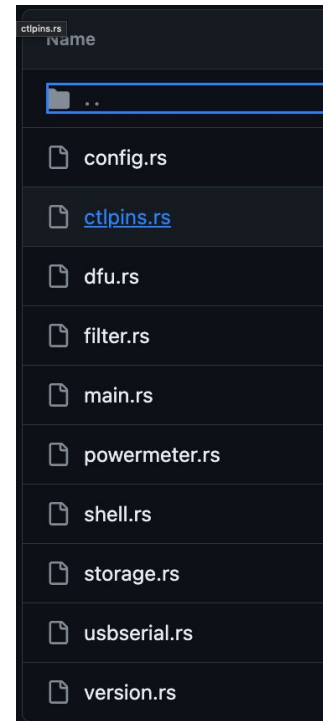 ctlpins.rs
Name
..
config.rs
ctlpins.rs
dfu.rs
filter.rs
main.rs
powermeter.rs
shell.rs
storage.rs
usbserial.rs
version.rs